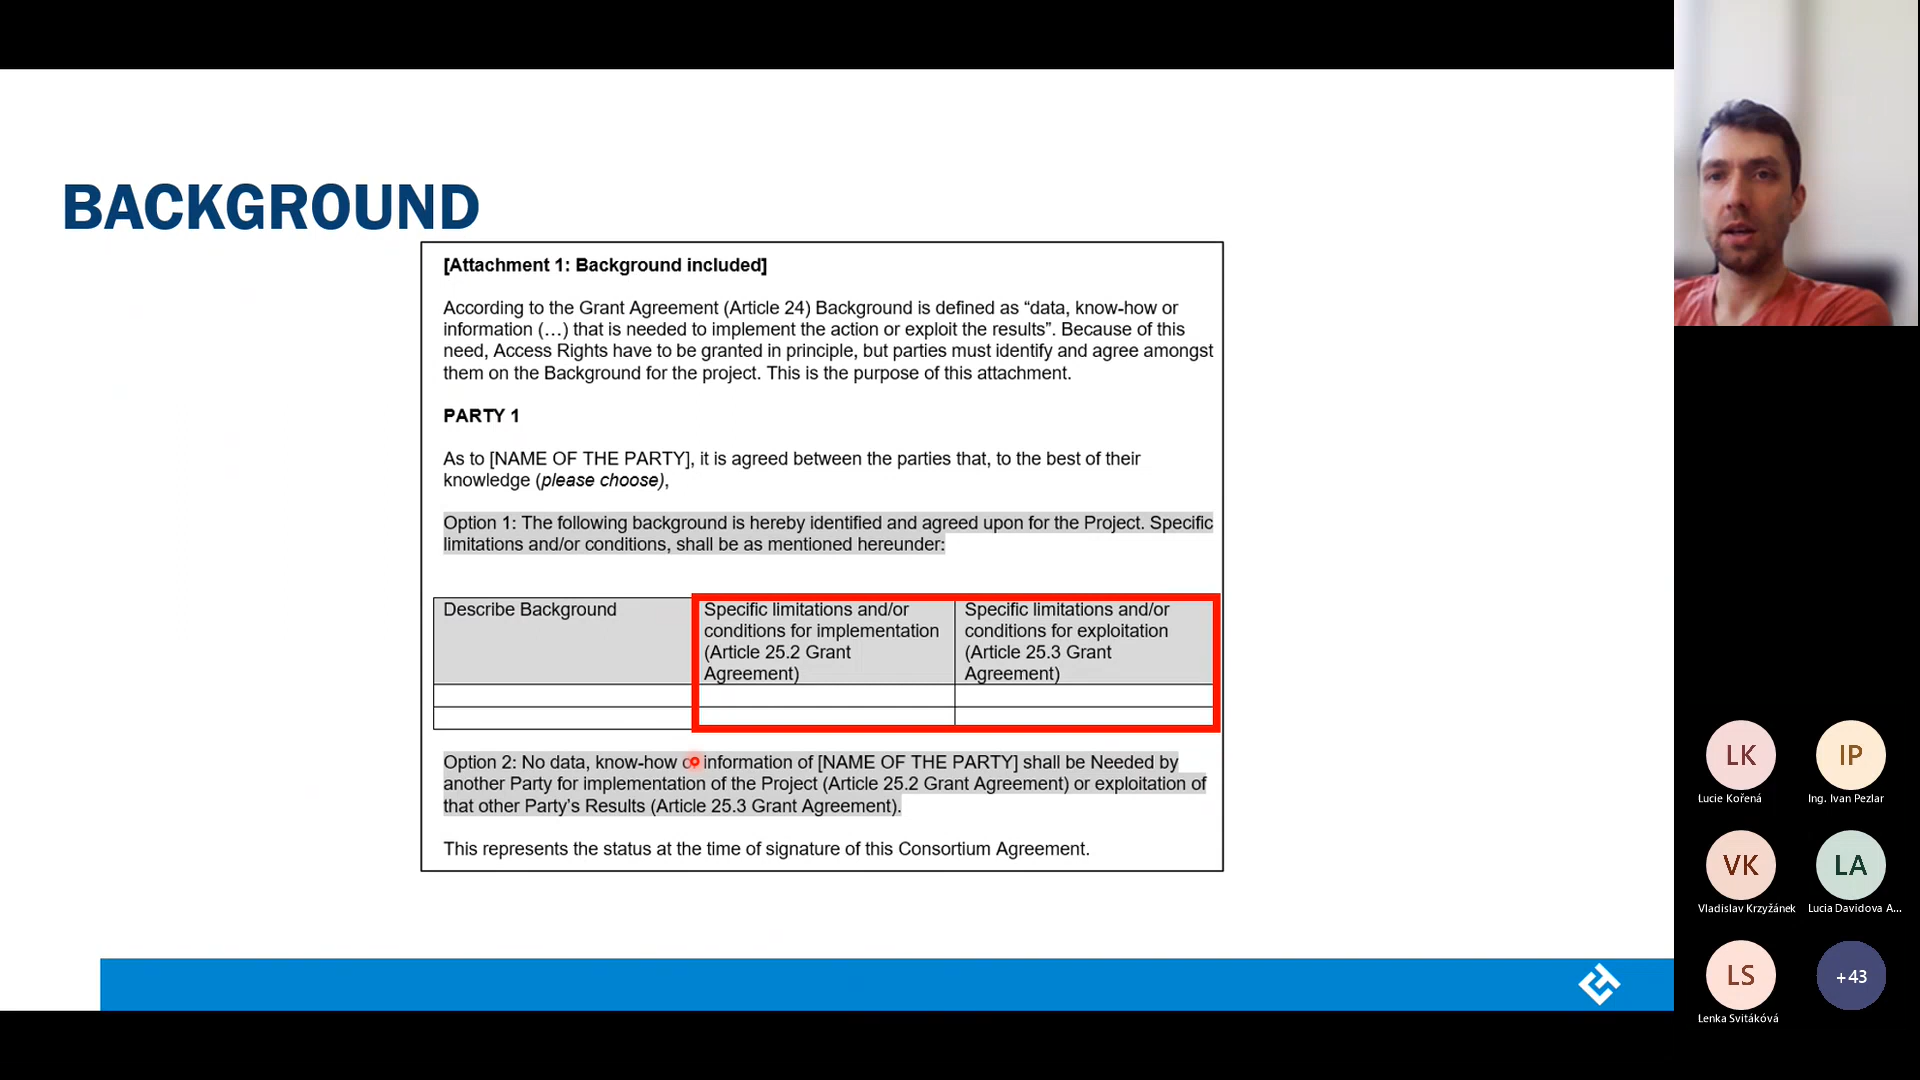 BACKGROUND
[Attachment 1: Background included]
According to the Grant Agreement (Article 24) Background is defined as “data, know-how or
information (…) that is needed to implement the action or exploit the results”. Because of this
need, Access Rights have to be granted in principle, but parties must identify and agree amongst
them on the Background for the project. This is the purpose of this attachment.
PARTY 1
As to [NAME OF THE PARTY], it is agreed between the parties that, to the best of their
knowledge (please choose),
Option 1: The following background is hereby identified and agreed upon for the Project. Specific
limitations and/or conditions, shall be as mentioned hereunder:
Describe Background
Specific limitations and/or
conditions for implementation
(Article 25.2 Grant
Agreement)
Specific limitations and/or
conditions for exploitation
(Article 25.3 Grant
Agreement)
Option 2: No data, know-how or information of [NAME OF THE PARTY] shall be Needed by
another Party for implementation of the Project (Article 25.2 Grant Agreement) or exploitation of
that other Party’s Results (Article 25.3 Grant Agreement).
This represents the status at the time of signature of this Consortium Agreement.
LK
Lucie Kořená
IP
Ing. Ivan Pezlar
VK
Vladislav Krzyžánek
LA
Lucia Davidova A...
LS
Lenka Svitáková
+43